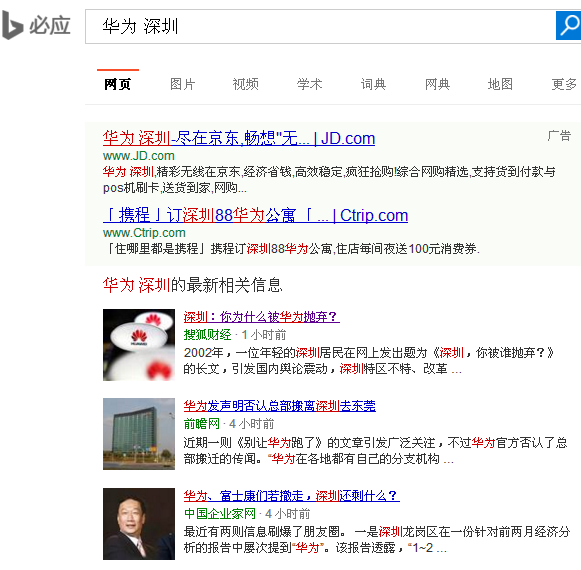 必应
华为 深圳
网页 图片 视频 学术 词典 网典 地图 更多
华为 深圳-尽在京东,畅想"无... | JD.com 广告
www.JD.com
华为 深圳,精彩无线在京东,经济省钱,高效稳定,疯狂抢购!综合网购精选,支持货到付款与
pos机刷卡,送货到家,网购...
「携程」订深圳88华为公寓「 ... | Ctrip.com
www.Ctrip.com
「住哪里都是携程」携程订深圳88华为公寓,住店每间夜送100元消费券.
华为 深圳的最新相关信息
深圳：你为什么被华为抛弃？
搜狐财经 · 1 小时前
2002年，一位年轻的深圳居民在网上发出题为《深圳，你被谁抛弃？》
的长文，引发国内舆论震动，深圳特区不特、改革 ...
HUAWEI
华为发声明否认总部搬离深圳去东莞
前瞻网 · 4 小时前
近期一则《别让华为跑了》的文章引发广泛关注，不过华为官方否认了总
部搬迁的传闻。“华为在各地都有自己的分支机构 ...
华为、富士康们若撤走，深圳还剩什么？
中国企业家网 · 4 小时前
最近有两则信息刷爆了朋友圈。 一是深圳龙岗区在一份针对前两月经济分
析的报告中屡次提到“华为”。该报告透露，“1~2 ...